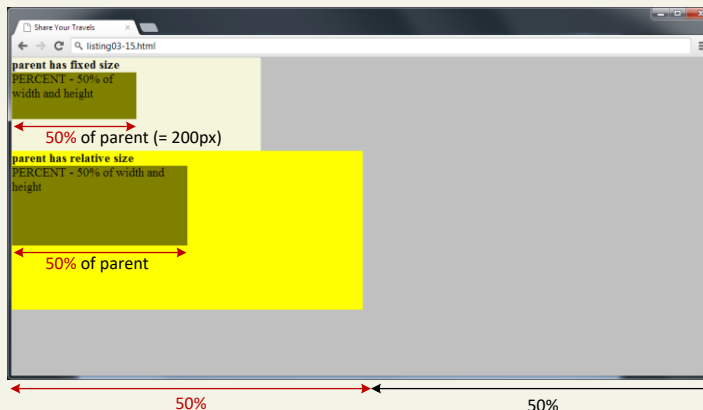 Share Your Travels
listing03-15.html
parent has fixed size
PERCENT - 50% of
width and height
50% of parent (= 200px)
parent has relative size
PERCENT - 50% of width and
height
50% of parent
50%
50%